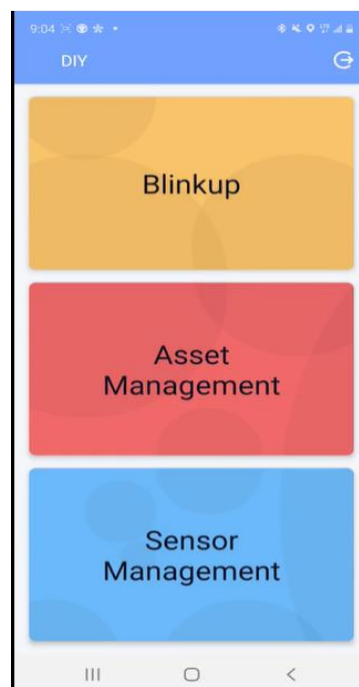 9:04
DIY
Blinkup
Asset
Management
Sensor
Management